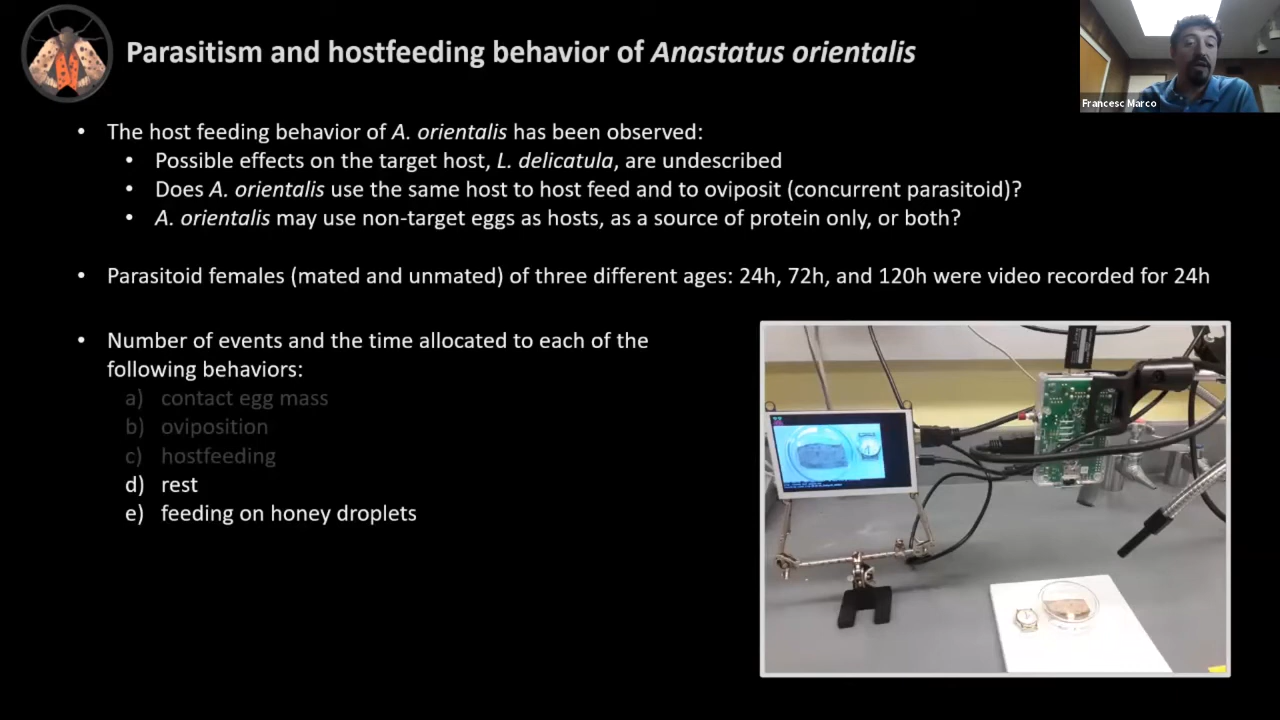 Parasitism and hostfeeding behavior of Anastatus orientalis
Francesc Marco
• The host feeding behavior of A. orientalis has been observed:
• Possible effects on the target host, L. delicatula, are undescribed
• Does A. orientalis use the same host to host feed and to oviposit (concurrent parasitoid)?
• A. orientalis may use non-target eggs as hosts, as a source of protein only, or both?
• Parasitoid females (mated and unmated) of three different ages: 24h, 72h, and 120h were video recorded for 24h
• Number of events and the time allocated to each of the
following behaviors:
a) contact egg mass
b) oviposition
c) hostfeeding
d) rest
e) feeding on honey droplets